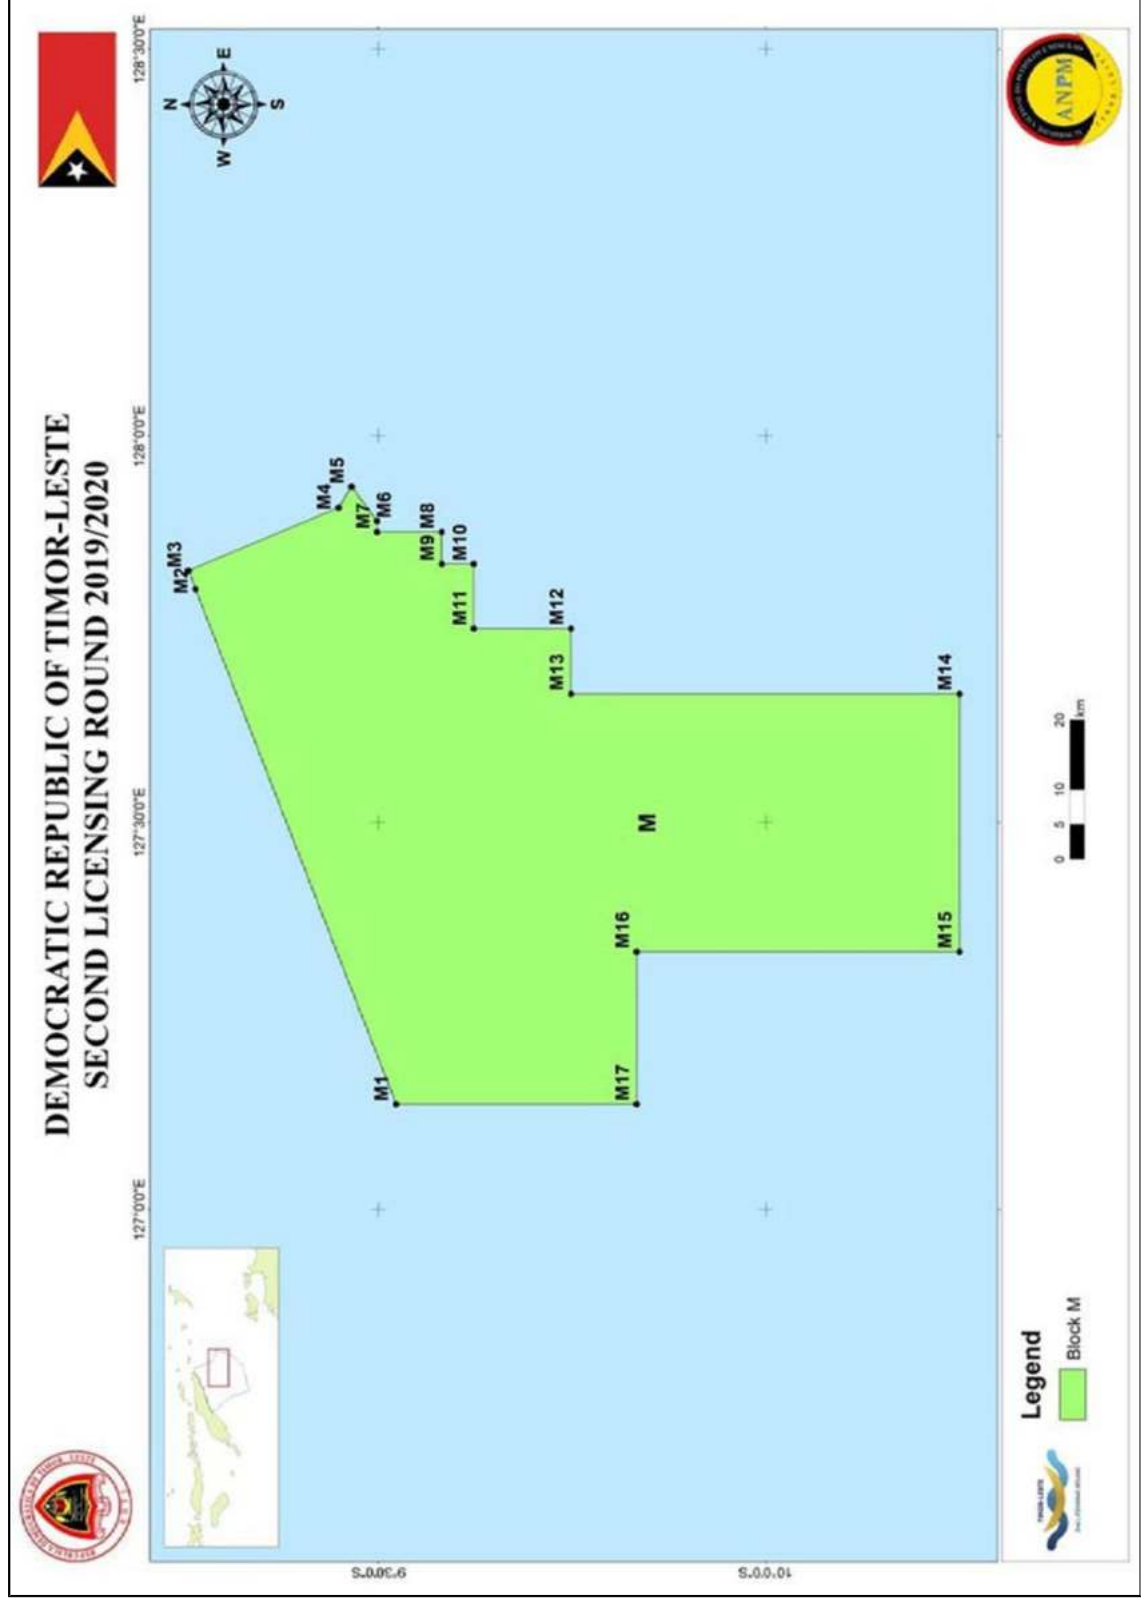 DEMOCRATIC REPUBLIC OF TIMOR-LESTE
SECOND LICENSING ROUND 2019/2020
127°0'0"E
127°30'0"E
128°0'0"E
128°30'0"E
N
W
E
S
M1
M2
M3
M4
M5
M7
M6
M9
M8
M10
M11
M13
M12
M
M17
M16
M15
M14
9°30'0"S
10°0'0"S
Legend
Block M
0 5 10 20
km
TIMOR-LESTE
ANPM